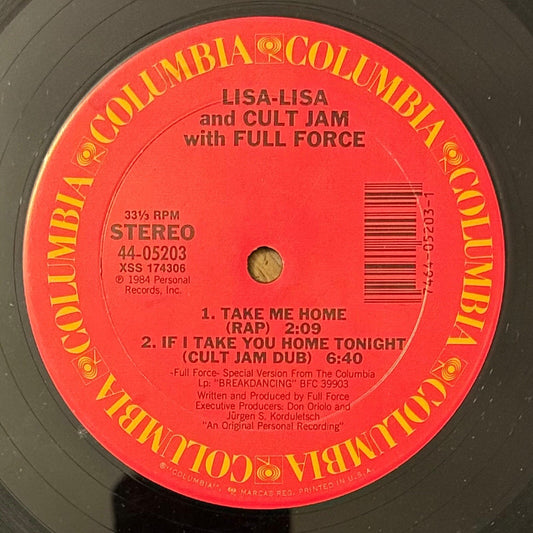 COLUMBIA COLUMBIA COLUMBIA COLUMBIA COLUMBIA COLUMBIA COLUMBIA COLUMBIA
LISA-LISA
and CULT JAM
with FULL FORCE
33⅓ RPM
STEREO
44-05203
XSS 174306
℗ 1984 Personal
Records, Inc.
7464-05203-1
1. TAKE ME HOME
(RAP) 2:09
2. IF I TAKE YOU HOME TONIGHT
(CULT JAM DUB) 6:40
-Full Force- Special Version From The Columbia
Lp: "BREAKDANCING" BFC 39903
Written and Produced by Full Force
Executive Producers: Don Oriolo and
Jürgen S. Korduletsch
"An Original Personal Recording"
"COLUMBIA", MARCAS REG. PRINTED IN U.S.A.